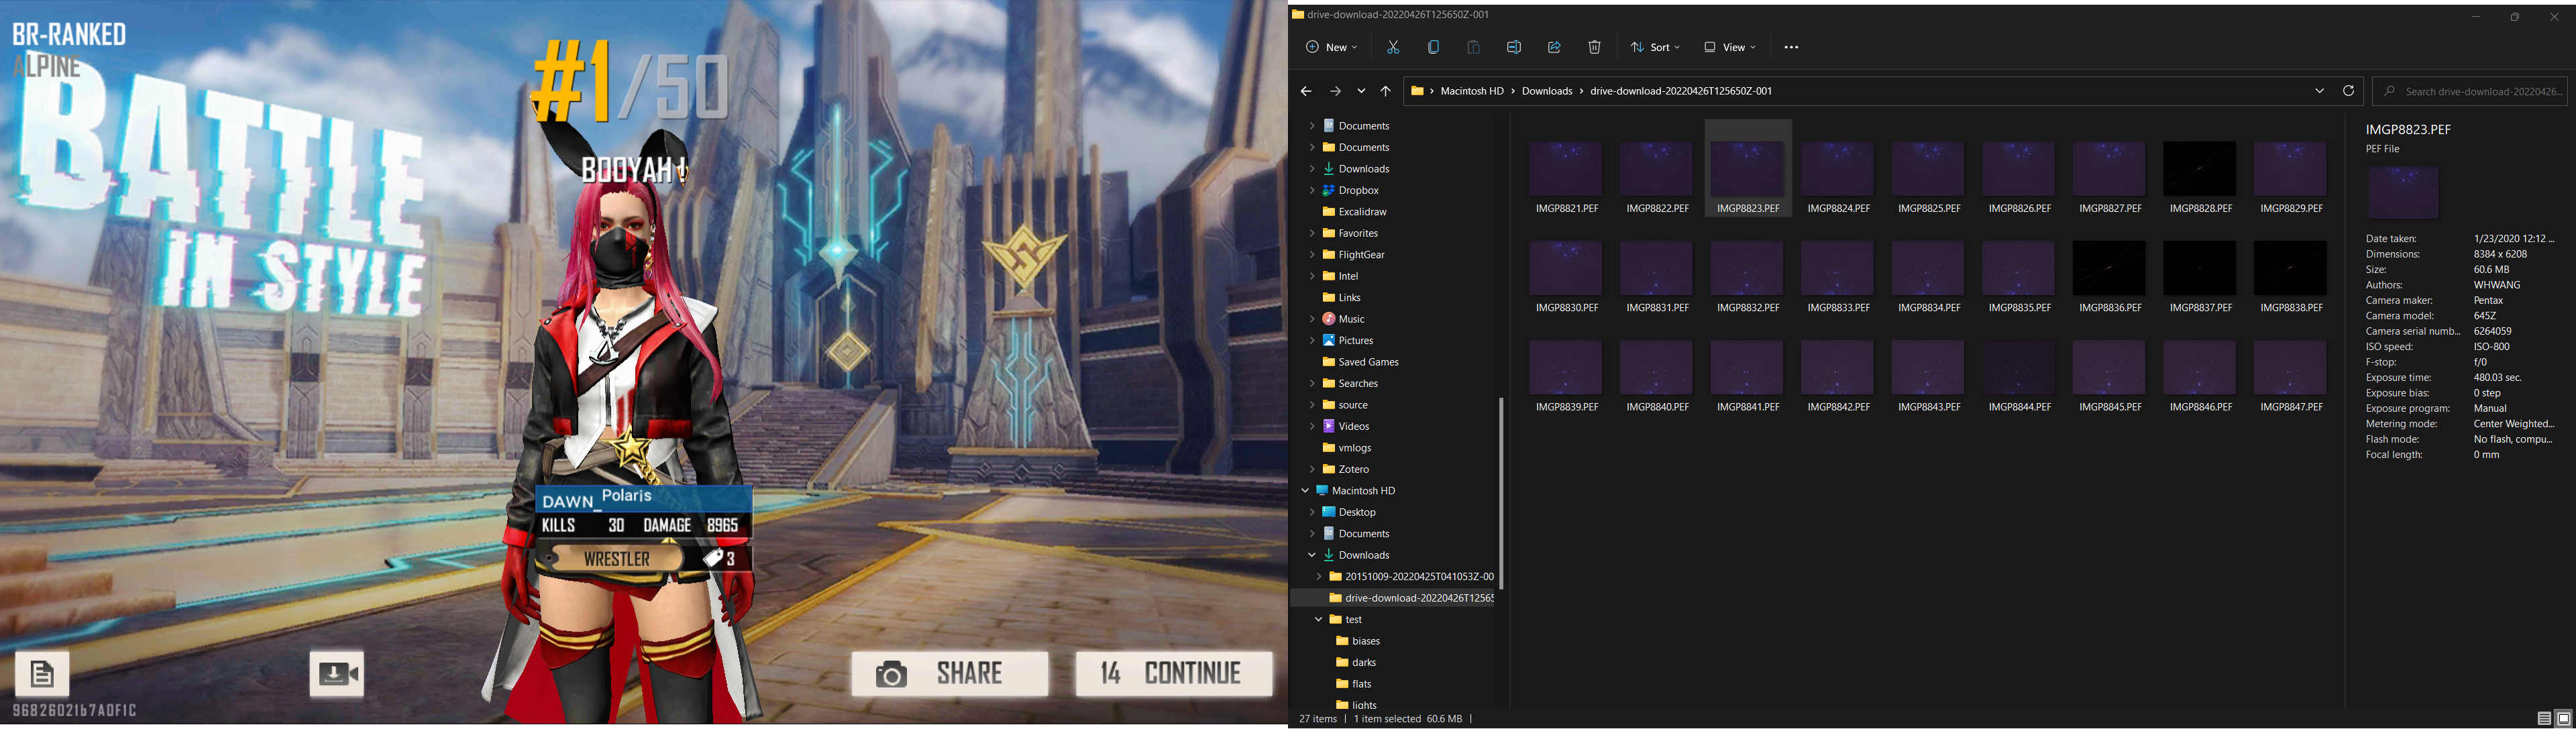 BR-RANKED
ALPINE
BATTLE
IN STYLE
#1/50
BOOYAH!
DAWN_ Polaris
KILLS 30 DAMAGE 8965
WRESTLER 3
SHARE
14 CONTINUE
drive-download-20220426T125650Z-001
New
Sort
View
Macintosh HD > Downloads > drive-download-20220426T125650Z-001
Search drive-download-20220426...
Documents
Documents
Downloads
Dropbox
Excalidraw
Favorites
FlightGear
Intel
Links
Music
Pictures
Saved Games
Searches
source
Videos
vmlogs
Zotero
Macintosh HD
Desktop
Documents
Downloads
20151009-20220425T041053Z-00
drive-download-20220426T1256
test
biases
darks
flats
lights
IMGP8821.PEF IMGP8822.PEF IMGP8823.PEF IMGP8824.PEF IMGP8825.PEF IMGP8826.PEF IMGP8827.PEF IMGP8828.PEF IMGP8829.PEF
IMGP8830.PEF IMGP8831.PEF IMGP8832.PEF IMGP8833.PEF IMGP8834.PEF IMGP8835.PEF IMGP8836.PEF IMGP8837.PEF IMGP8838.PEF
IMGP8839.PEF IMGP8840.PEF IMGP8841.PEF IMGP8842.PEF IMGP8843.PEF IMGP8844.PEF IMGP8845.PEF IMGP8846.PEF IMGP8847.PEF
IMGP8823.PEF
PEF File
Date taken: 1/23/2020 12:12 ...
Dimensions: 8384 x 6208
Size: 60.6 MB
Authors: WHWANG
Camera maker: Pentax
Camera model: 645Z
Camera serial numb... 6264059
ISO speed: ISO-800
F-stop: f/0
Exposure time: 480.03 sec.
Exposure bias: 0 step
Exposure program: Manual
Metering mode: Center Weighted...
Flash mode: No flash, compu...
Focal length: 0 mm
27 items | 1 item selected 60.6 MB |